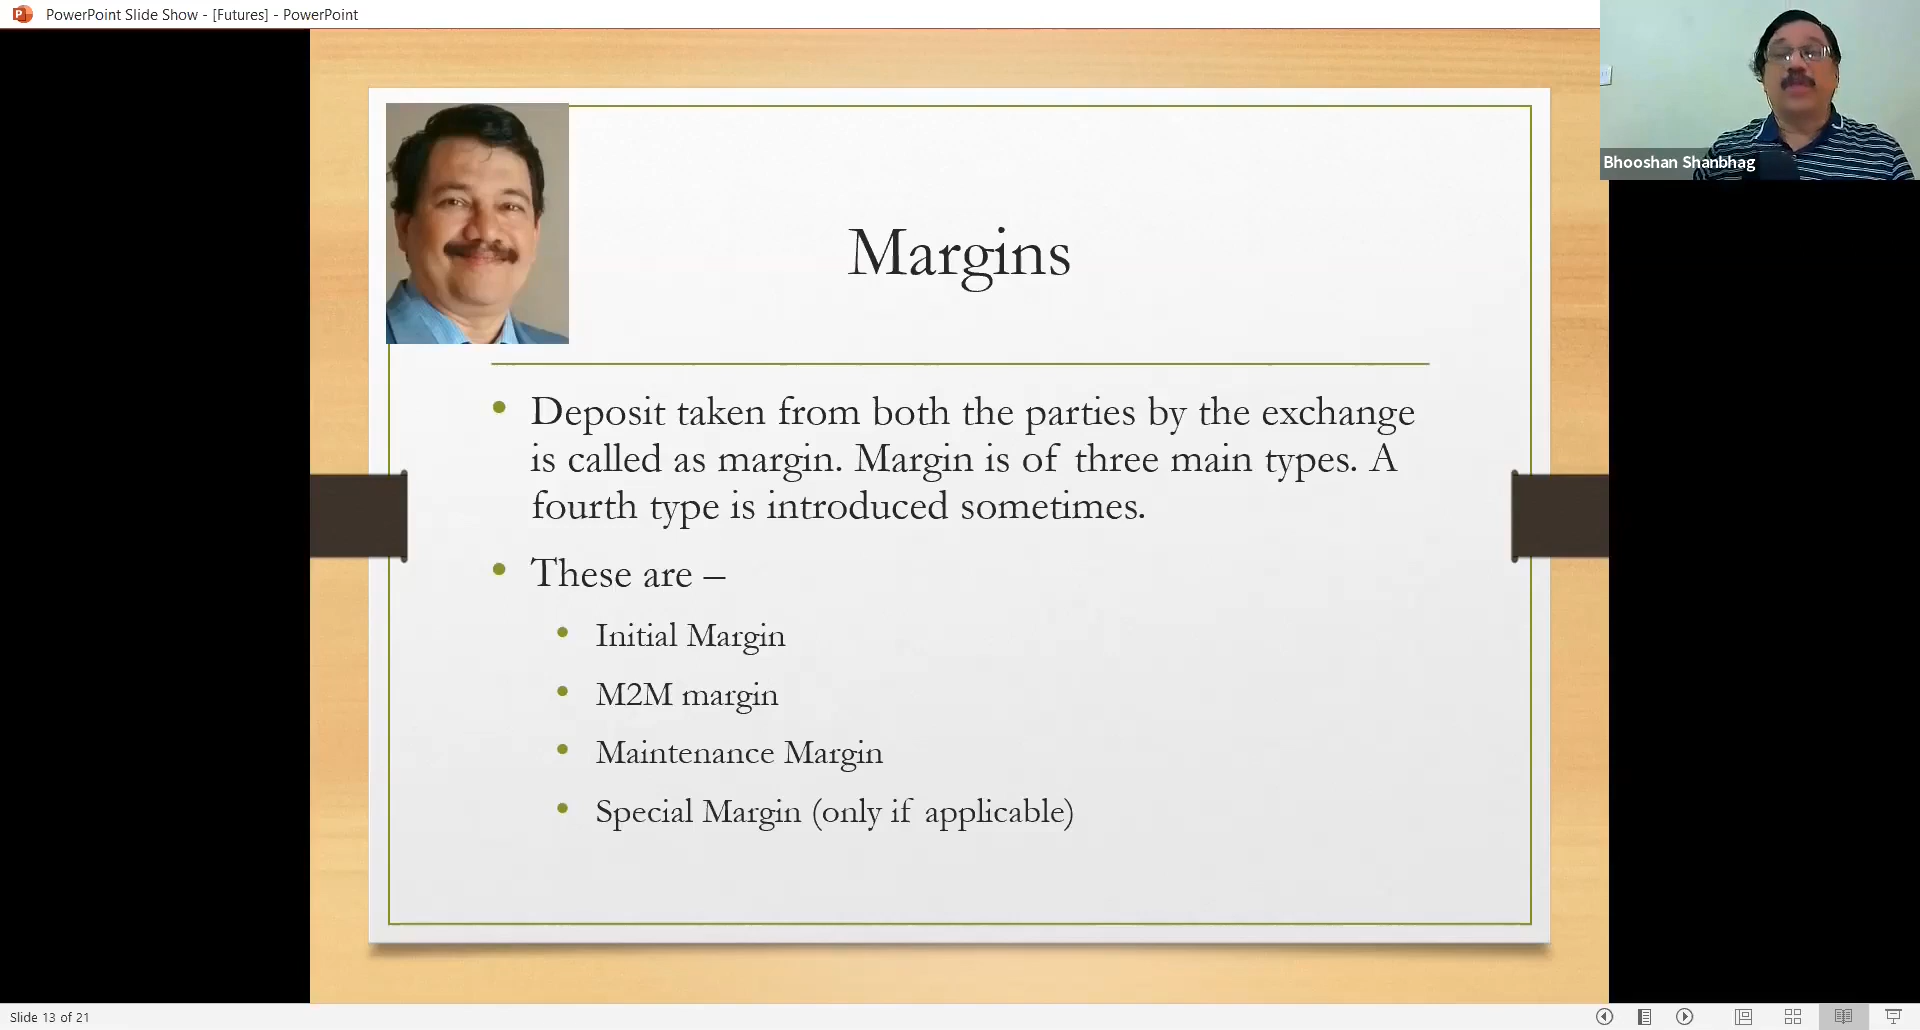 PowerPoint Slide Show - [Futures] - PowerPoint
Bhooshan Shanbhag
Margins
• Deposit taken from both the parties by the exchange
is called as margin. Margin is of three main types. A
fourth type is introduced sometimes.
• These are –
• Initial Margin
• M2M margin
• Maintenance Margin
• Special Margin (only if applicable)
Slide 13 of 21